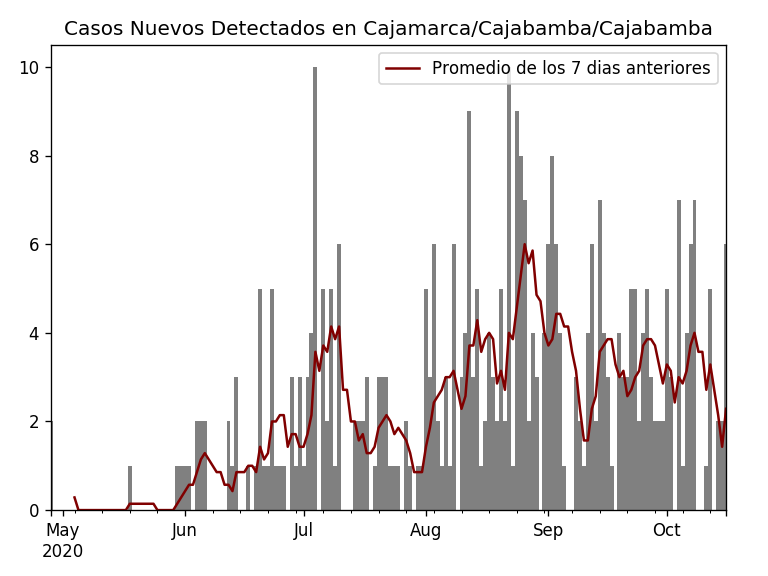 Casos Nuevos Detectados en Cajamarca/Cajabamba/Cajabamba
Promedio de los 7 dias anteriores
10
8
6
4
2
0
May Jun Jul Aug Sep Oct
2020